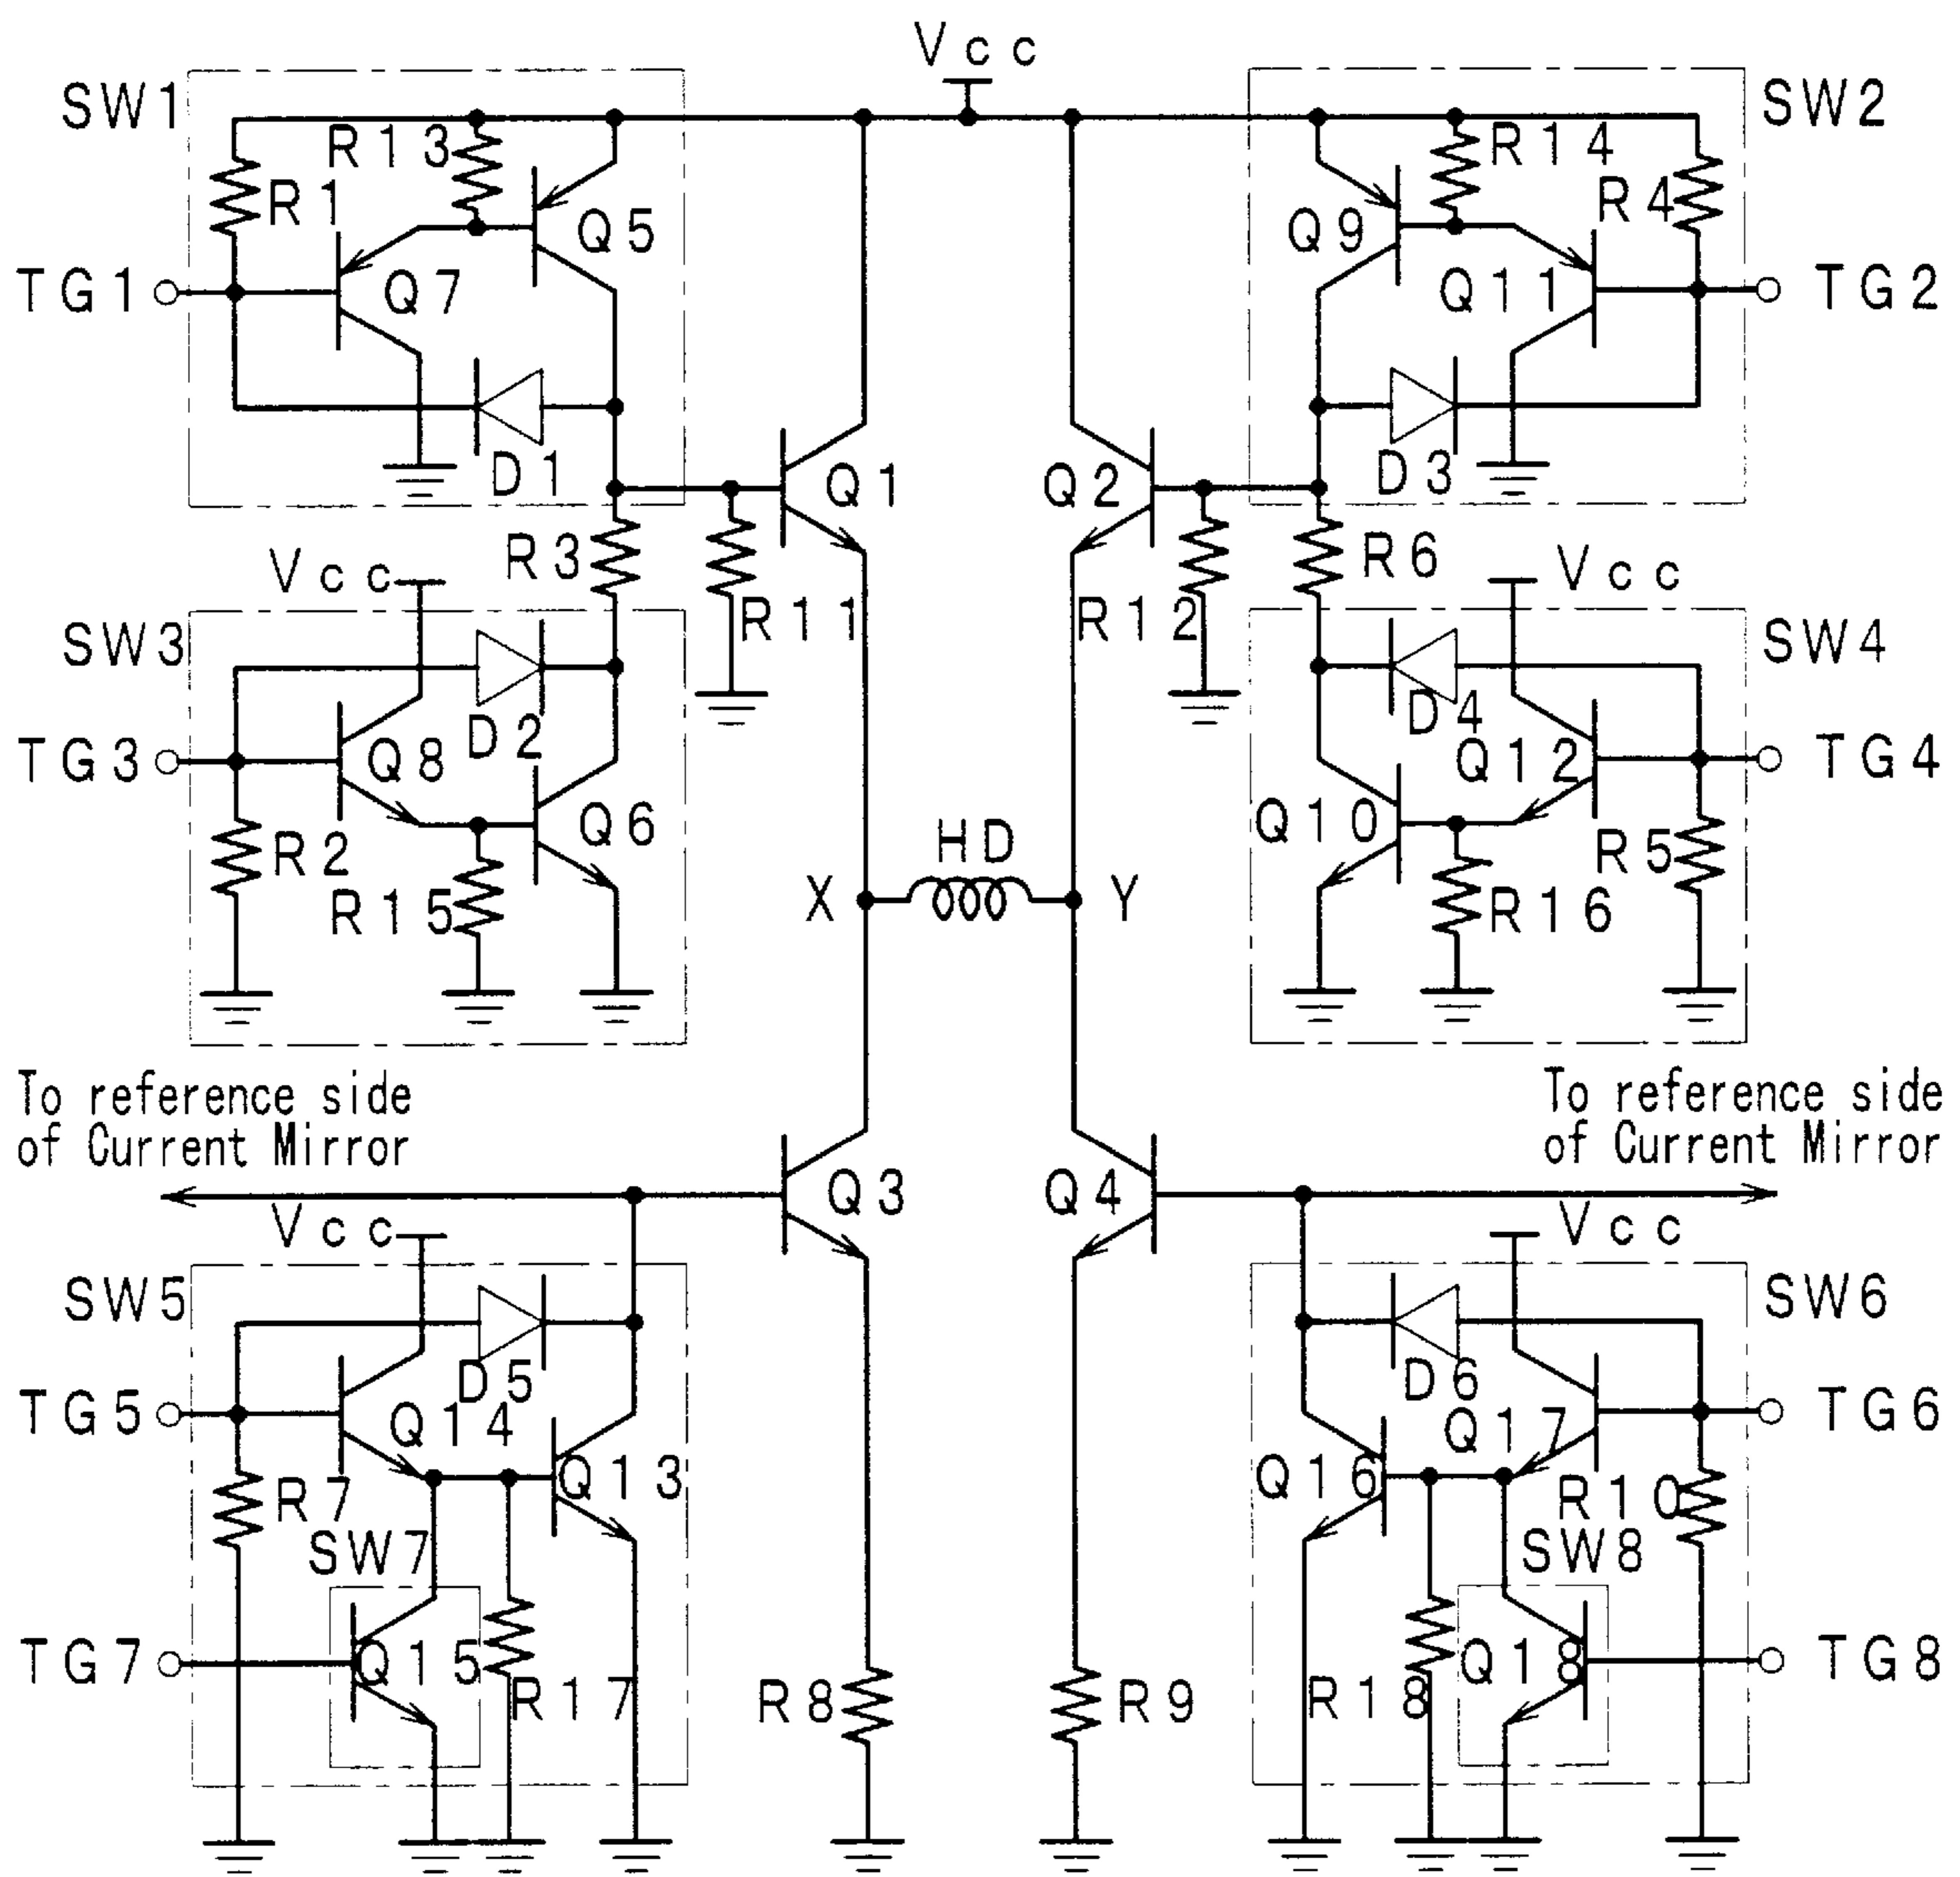 Vcc
SW1
SW2
R13
R14
R1
R4
Q5
Q9
TG1
Q7
Q11
TG2
D1
Q1
Q2
D3
R3
R6
Vcc
Vcc
R11
R12
SW3
SW4
D2
D4
TG3
Q8
Q12
TG4
Q6
Q10
HD
R2
R5
X
Y
R15
R16
To reference side
of Current Mirror
To reference side
of Current Mirror
Q3
Q4
Vcc
Vcc
SW5
SW6
D5
D6
TG5
Q14
Q17
TG6
Q13
Q16
R7
R10
SW7
SW8
TG7
Q15
Q18
TG8
R17
R8
R9
R18